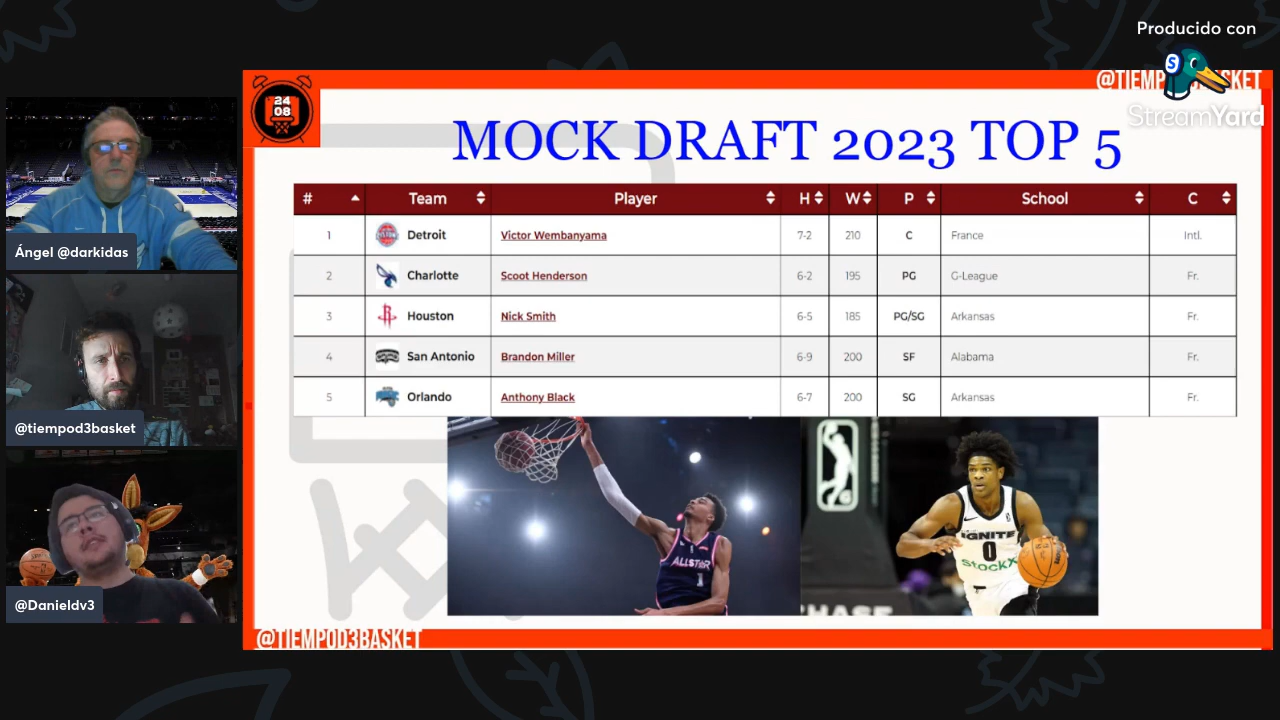 Producido con
StreamYard
24
08
MOCK DRAFT 2023 TOP 5
# Team Player H W P School C
1 Detroit Victor Wembanyama 7-2 210 C France Intl.
2 Charlotte Scoot Henderson 6-2 195 PG G-League Fr.
3 Houston Nick Smith 6-5 185 PG/SG Arkansas Fr.
4 San Antonio Brandon Miller 6-9 200 SF Alabama Fr.
5 Orlando Anthony Black 6-7 200 SG Arkansas Fr.
Ángel @darkidas
@tiempod3basket
@Danieldv3
ALLSTAR
1
IGNITE
0
stockX
@TIEMPOD3BASKET